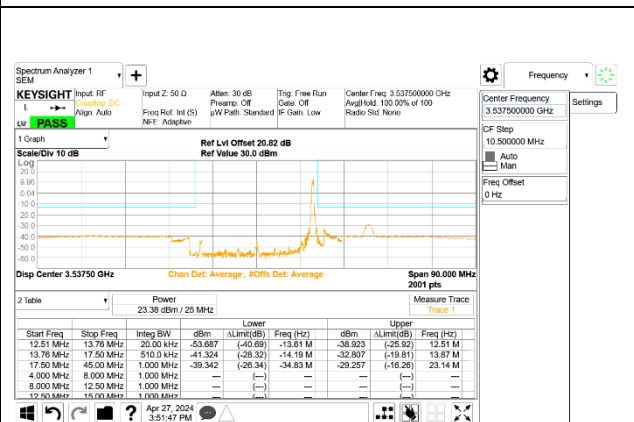 Spectrum Analyzer 1
SEM
Frequency
KEYSIGHT
Input: RF
Coupling: DC
Align: Auto
Input Z: 50 Ω
Freq Ref: Int (S)
NFE: Adaptive
Atten: 30 dB
Preamp: Off
µW Path: Standard
Trig: Free Run
Gate: Off
IF Gain: Low
Center Freq: 3.537500000 GHz
Avg|Hold: 100.00% of 100
Radio Std: None
L
PASS
Center Frequency
3.537500000 GHz
Settings
CF Step
10.500000 MHz
Auto
Man
Freq Offset
0 Hz
1 Graph
Scale/Div 10 dB
Ref Lvl Offset 20.82 dB
Ref Value 30.0 dBm
Log
20.0
9.96
0.04
-10.0
-20.0
-30.0
-40.0
-50.0
-60.0
Disp Center 3.53750 GHz
Chan Det: Average , #Offs Det: Average
Span 90.000 MHz
2001 pts
2 Table
Power
23.38 dBm / 25 MHz
Measure Trace
Trace 1
Lower Upper
Start Freq Stop Freq Integ BW dBm ΔLimit(dB) Freq (Hz) dBm ΔLimit(dB) Freq (Hz)
12.51 MHz 13.76 MHz 20.00 kHz -53.687 (-40.69) -13.61 M -38.923 (-25.92) 12.51 M
13.76 MHz 17.50 MHz 510.0 kHz -41.324 (-28.32) -14.19 M -32.807 (-19.81) 13.87 M
17.50 MHz 45.00 MHz 1.000 MHz -39.342 (-26.34) -34.83 M -29.257 (-16.26) 23.14 M
4.000 MHz 8.000 MHz 1.000 MHz --- (---) --- --- (---) ---
8.000 MHz 12.50 MHz 1.000 MHz --- (---) --- --- (---) ---
12.50 MHz 15.00 MHz 1.000 MHz --- (---) --- --- (---) ---
Apr 27, 2024
3:51:47 PM